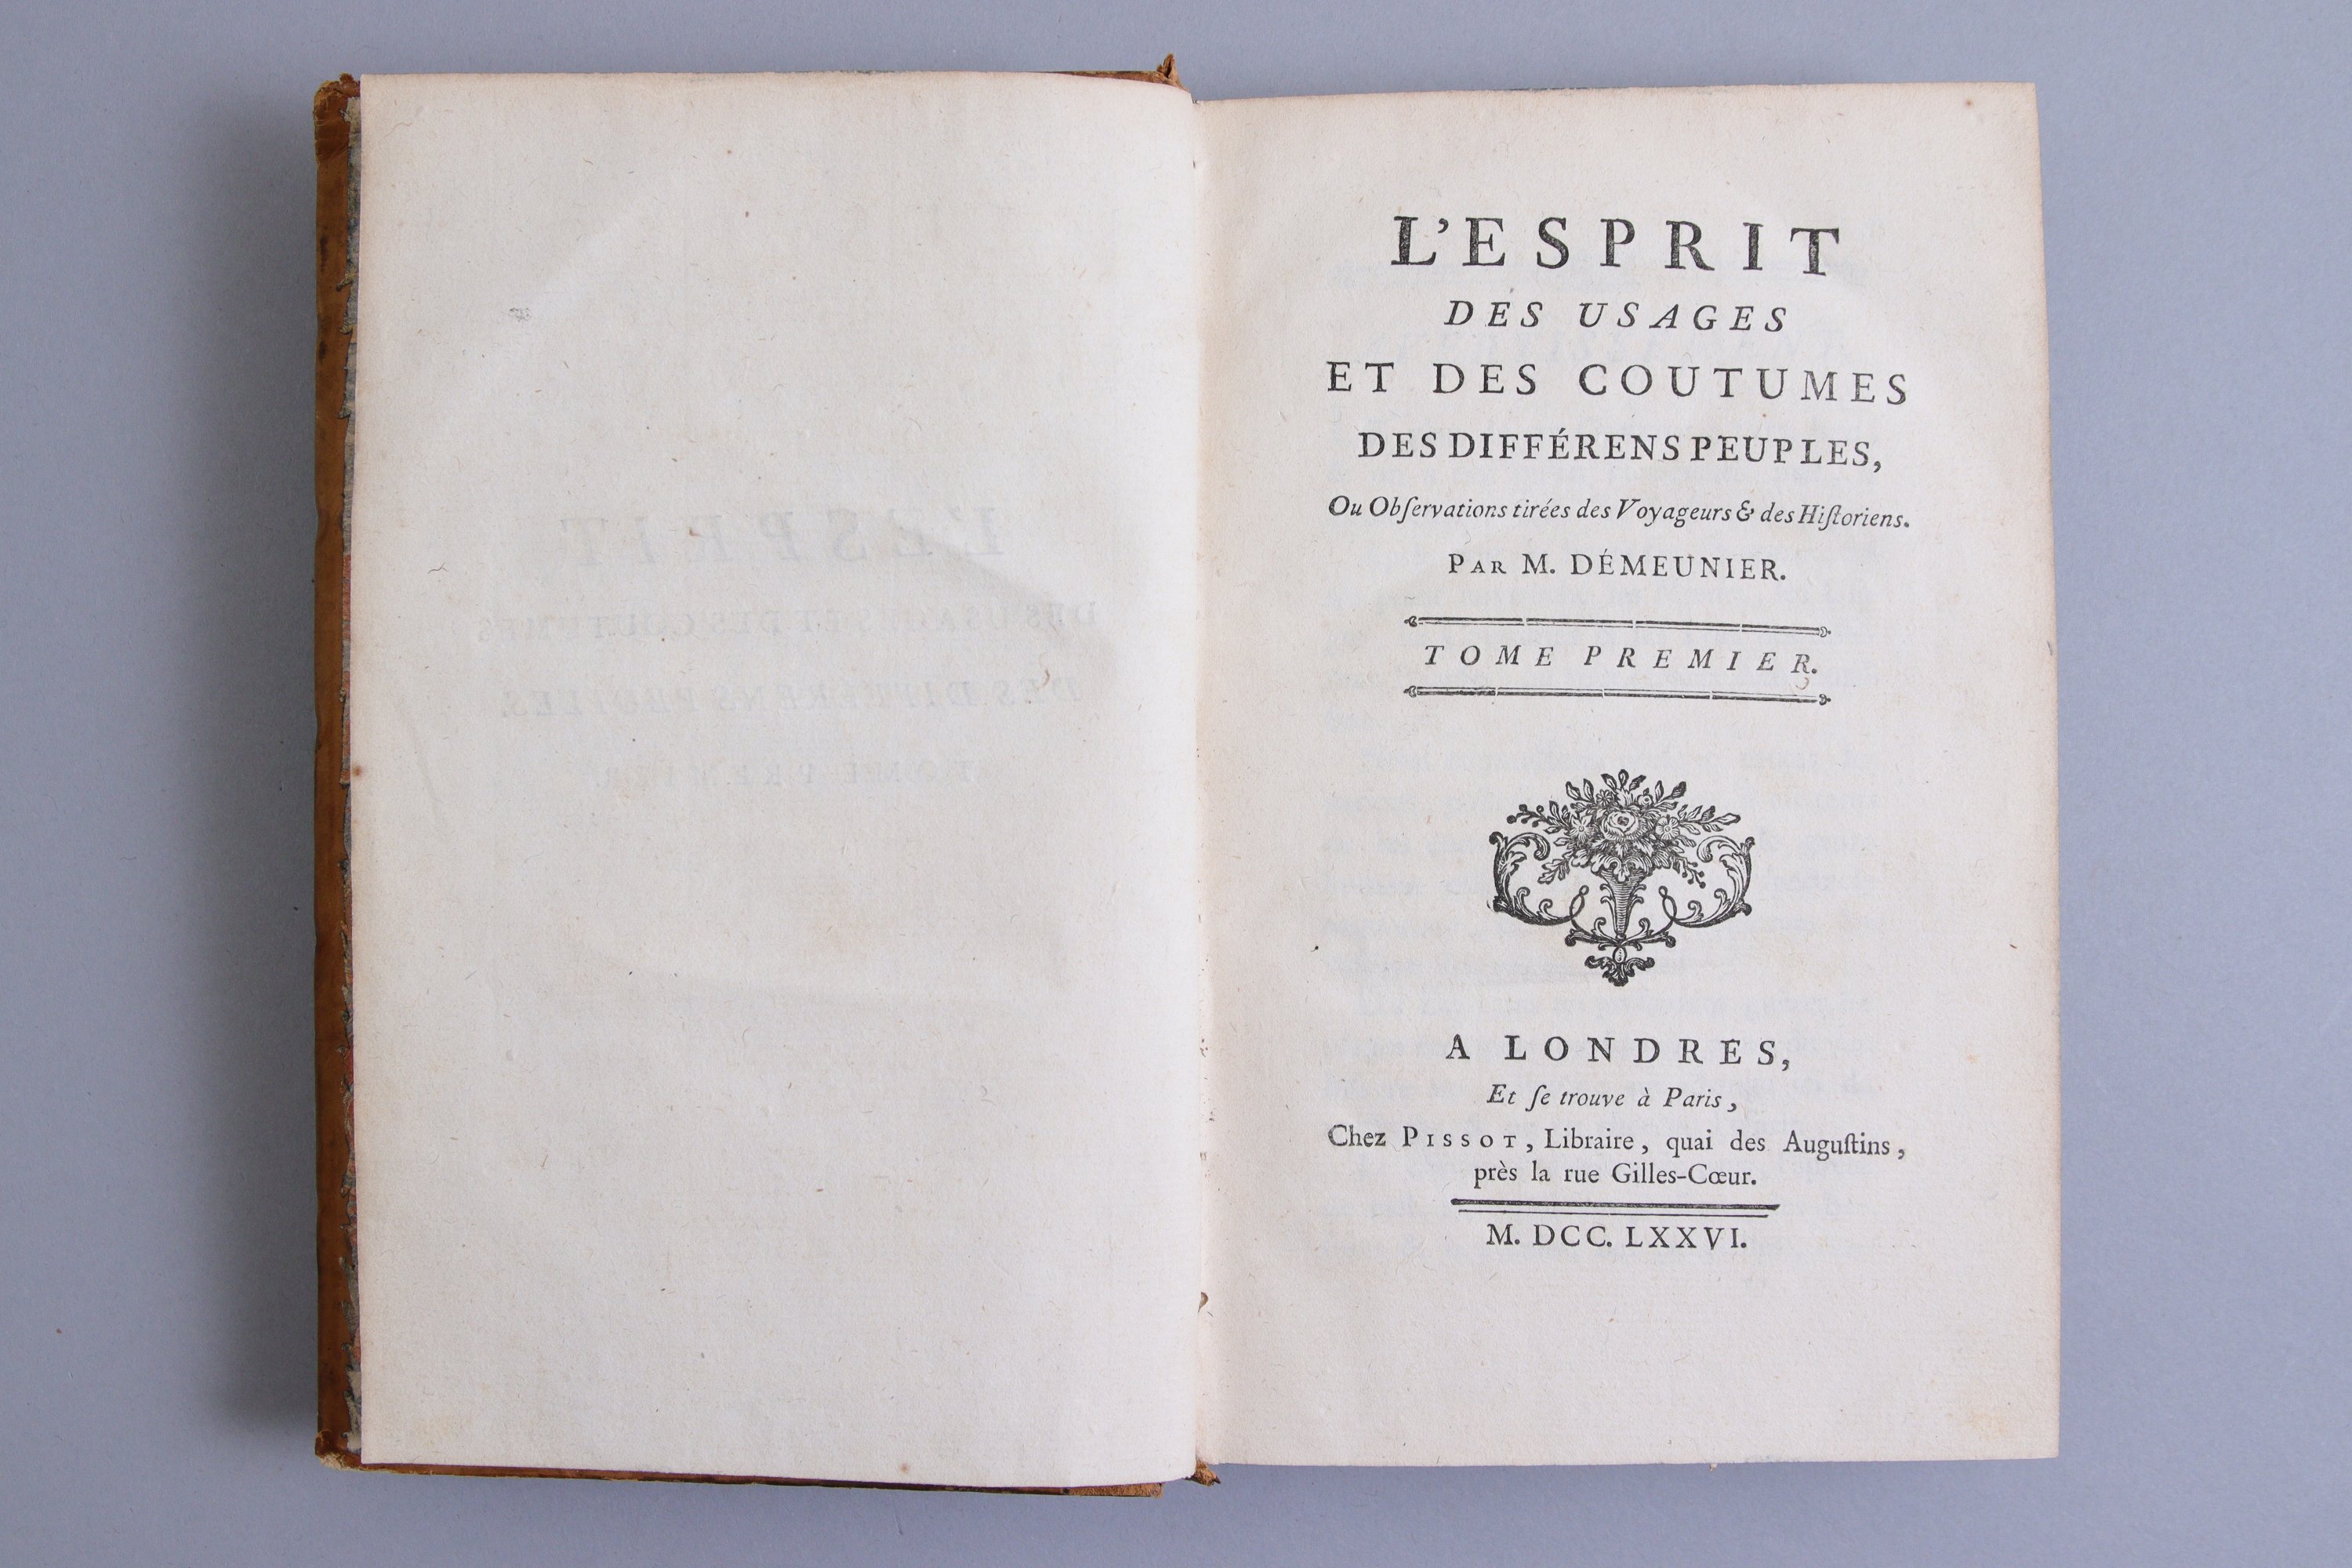 L'ESPRIT
DES USAGES
ET DES COUTUMES
DES DIFFÉRENS PEUPLES,
Ou Obſervations tirées des Voyageurs & des Hiſtoriens.
PAR M. DÉMEUNIER.
TOME PREMIER.
A LONDRES,
Et ſe trouve à Paris,
Chez PISSOT, Libraire, quai des Auguſtins,
près la rue Gilles-Cœur.
M. DCC. LXXVI.